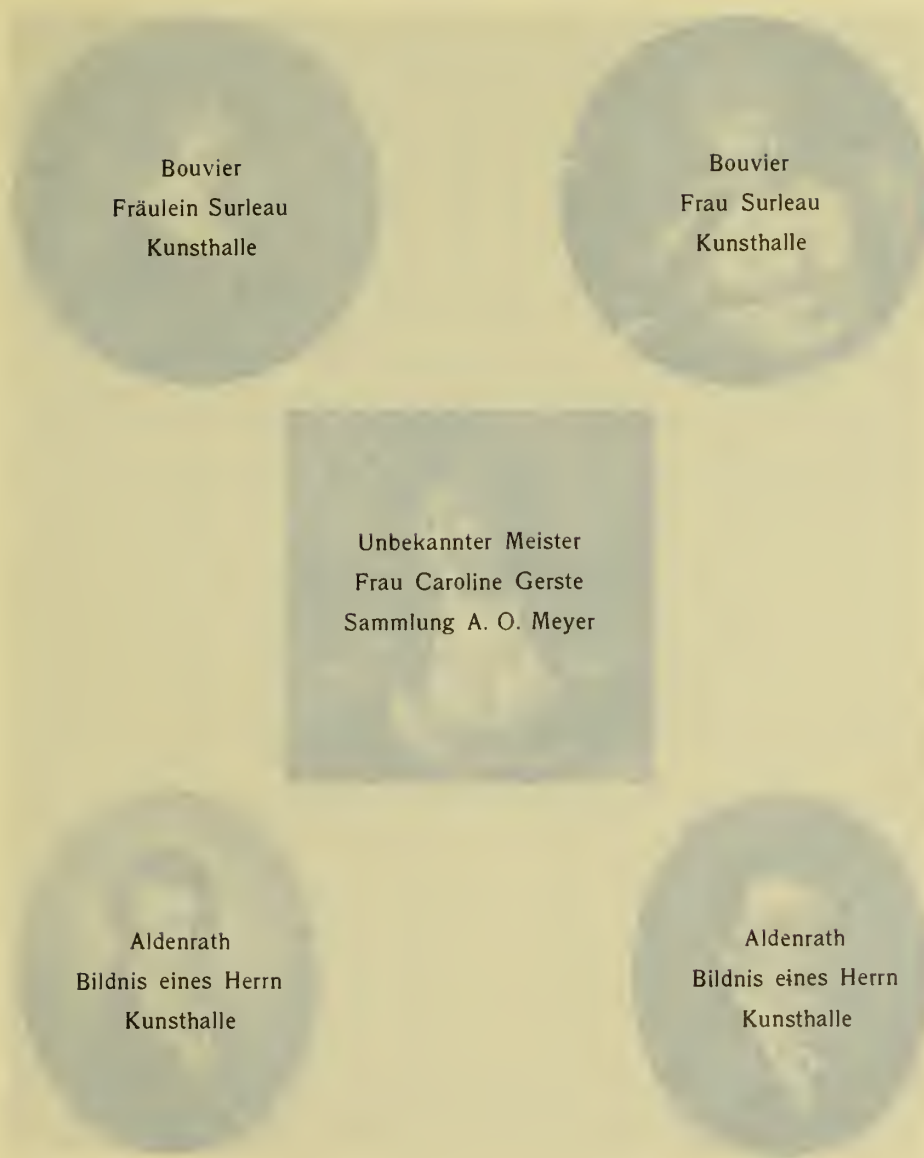 Bouvier
Fräulein Surleau
Kunsthalle
Bouvier
Frau Surleau
Kunsthalle
Unbekannter Meister
Frau Caroline Gerste
Sammlung A. O. Meyer
Aldenrath
Bildnis eines Herrn
Kunsthalle
Aldenrath
Bildnis eines Herrn
Kunsthalle